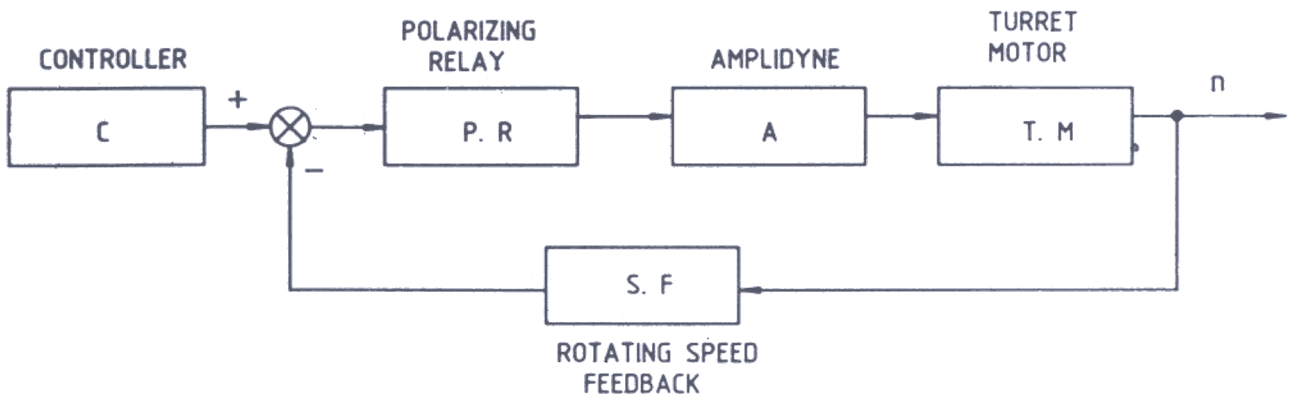 CONTROLLER
C
+
−
POLARIZING
RELAY
P. R
AMPLIDYNE
A
TURRET
MOTOR
T. M
n
S. F
ROTATING SPEED
FEEDBACK